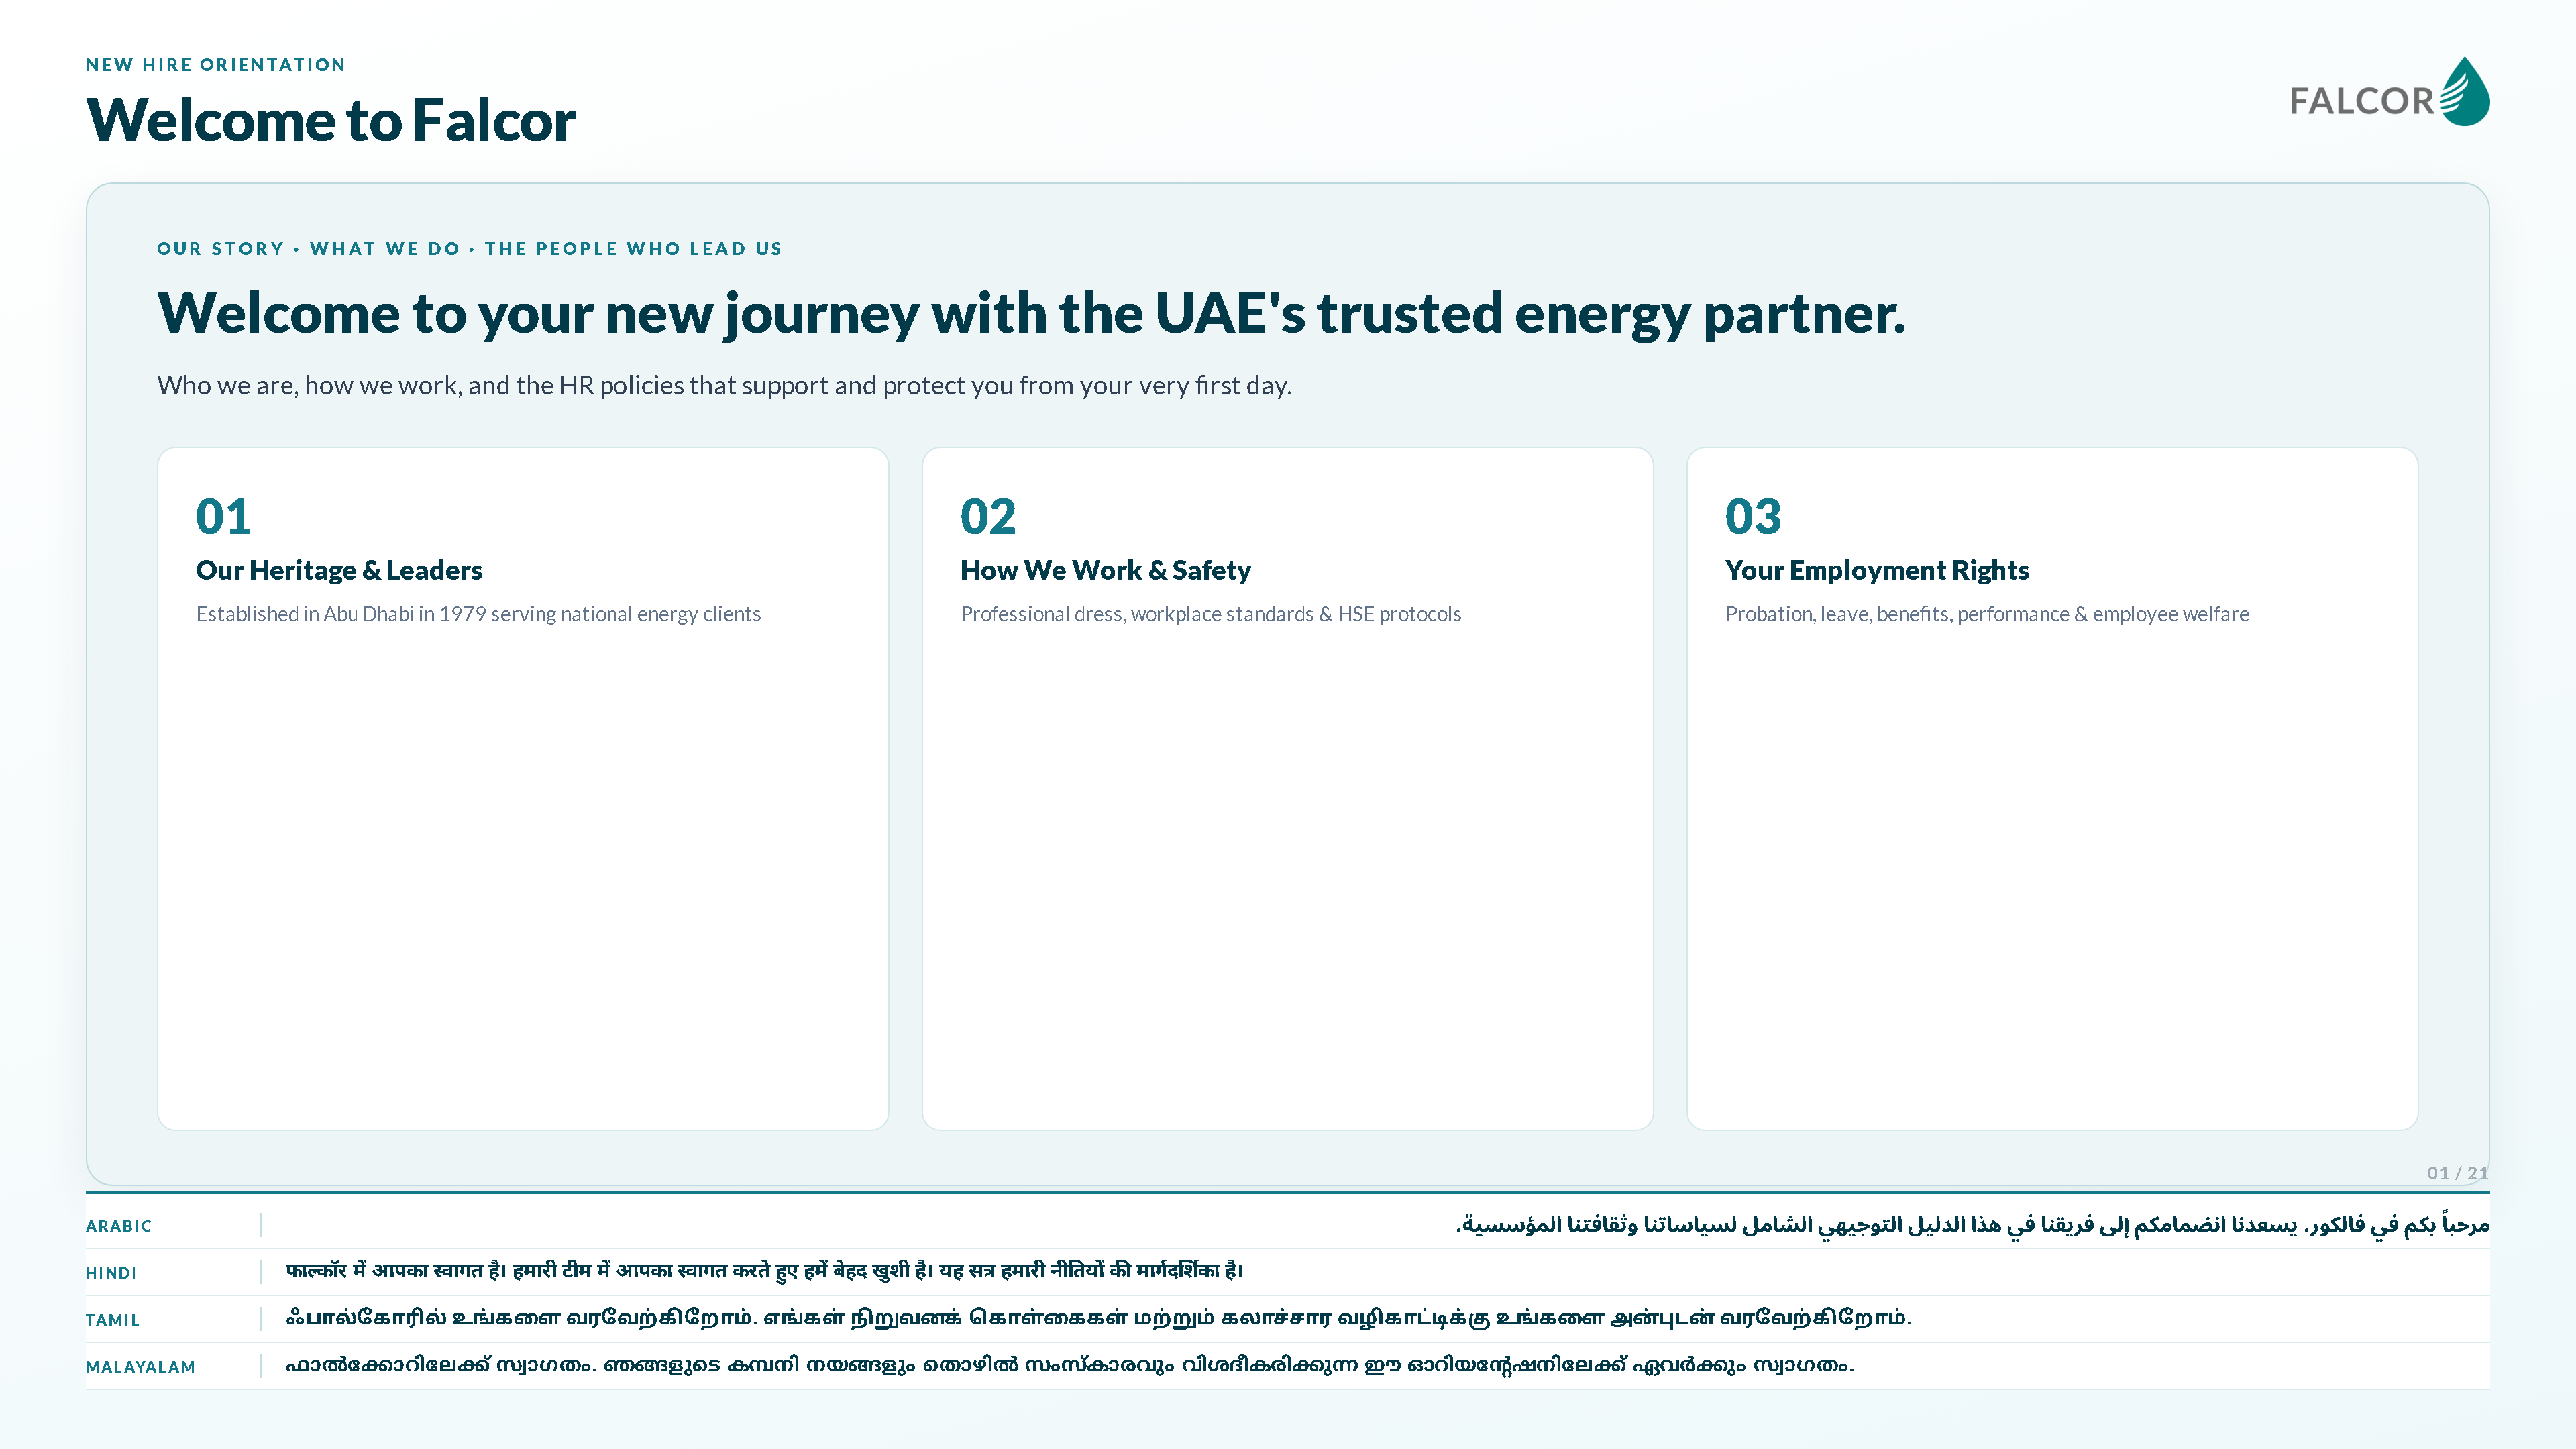 NEW HIRE ORIENTATION
Welcome to Falcor
FALCOR
OUR STORY • WHAT WE DO • THE PEOPLE WHO LEAD US
Welcome to your new journey with the UAE's trusted energy partner.
Who we are, how we work, and the HR policies that support and protect you from your very first day.
01
Our Heritage & Leaders
Established in Abu Dhabi in 1979 serving national energy clients
02
How We Work & Safety
Professional dress, workplace standards & HSE protocols
03
Your Employment Rights
Probation, leave, benefits, performance & employee welfare
01 / 21
ARABIC
مرحباً بكم في فالكور. يسعدنا انضمامكم إلى فريقنا في هذا الدليل التوجيهي الشامل لسياساتنا وثقافتنا المؤسسية.
HINDI
फाल्कॉर में आपका स्वागत है। हमारी टीम में आपका स्वागत करते हुए हमें बेहद खुशी है। यह सत्र हमारी नीतियों की मार्गदर्शिका है।
TAMIL
ஃபால்கோரில் உங்களை வரவேற்கிறோம். எங்கள் நிறுவனக் கொள்கைகள் மற்றும் கலாச்சார வழிகாட்டிக்கு உங்களை அன்புடன் வரவேற்கிறோம்.
MALAYALAM
ഫാൽക്കോറിലേക്ക് സ്വാഗതം. ഞങ്ങളുടെ കമ്പനി നയങ്ങളും തൊഴിൽ സംസ്കാരവും വിശദീകരിക്കുന്ന ഈ ഓറിയന്റേഷനിലേക്ക് ഏവർക്കും സ്വാഗതം.